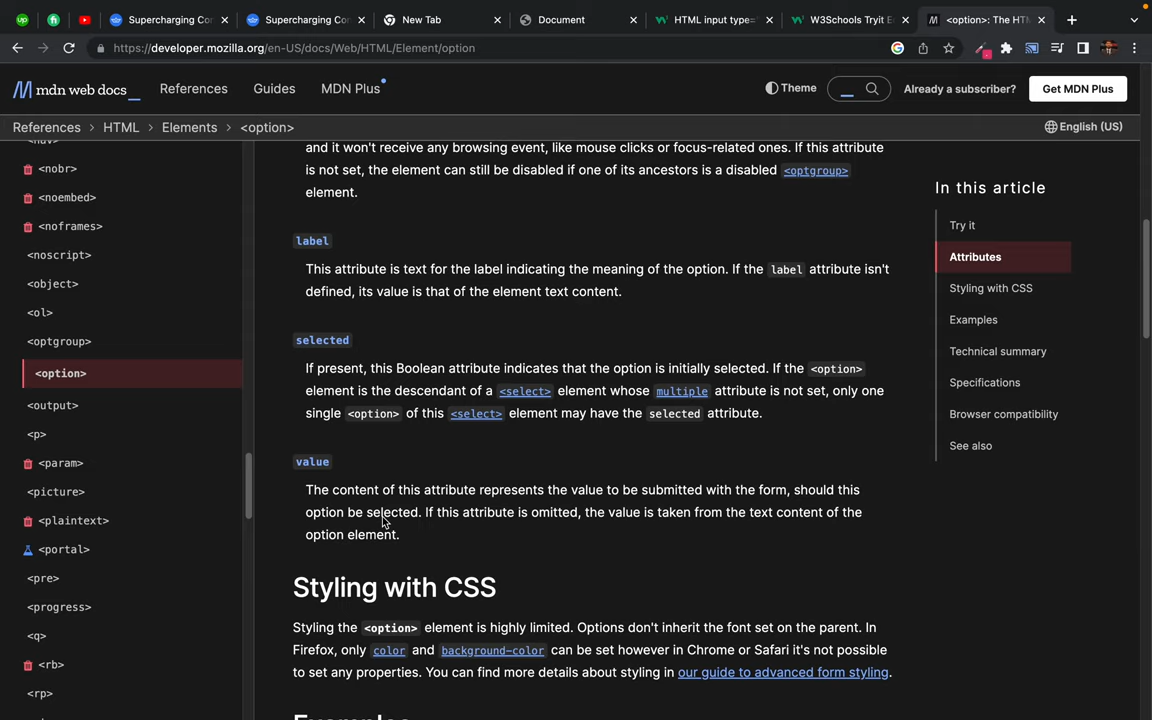 Supercharging Co
Supercharging Co
New Tab
Document
HTML input type=
W3Schools Tryit E
<option>: The HTM
https://developer.mozilla.org/en-US/docs/Web/HTML/Element/option
mdn web docs_
References
Guides
MDN Plus
Theme
Already a subscriber?
Get MDN Plus
References > HTML > Elements > <option>
English (US)
<nav>
<nobr>
<noembed>
<noframes>
<noscript>
<object>
<ol>
<optgroup>
<option>
<output>
<p>
<param>
<picture>
<plaintext>
<portal>
<pre>
<progress>
<q>
<rb>
<rp>
and it won't receive any browsing event, like mouse clicks or focus-related ones. If this attribute
is not set, the element can still be disabled if one of its ancestors is a disabled <optgroup>
element.
label
This attribute is text for the label indicating the meaning of the option. If the label attribute isn't
defined, its value is that of the element text content.
selected
If present, this Boolean attribute indicates that the option is initially selected. If the <option>
element is the descendant of a <select> element whose multiple attribute is not set, only one
single <option> of this <select> element may have the selected attribute.
value
The content of this attribute represents the value to be submitted with the form, should this
option be selected. If this attribute is omitted, the value is taken from the text content of the
option element.
Styling with CSS
Styling the <option> element is highly limited. Options don't inherit the font set on the parent. In
Firefox, only color and background-color can be set however in Chrome or Safari it's not possible
to set any properties. You can find more details about styling in our guide to advanced form styling.
Examples
In this article
Try it
Attributes
Styling with CSS
Examples
Technical summary
Specifications
Browser compatibility
See also